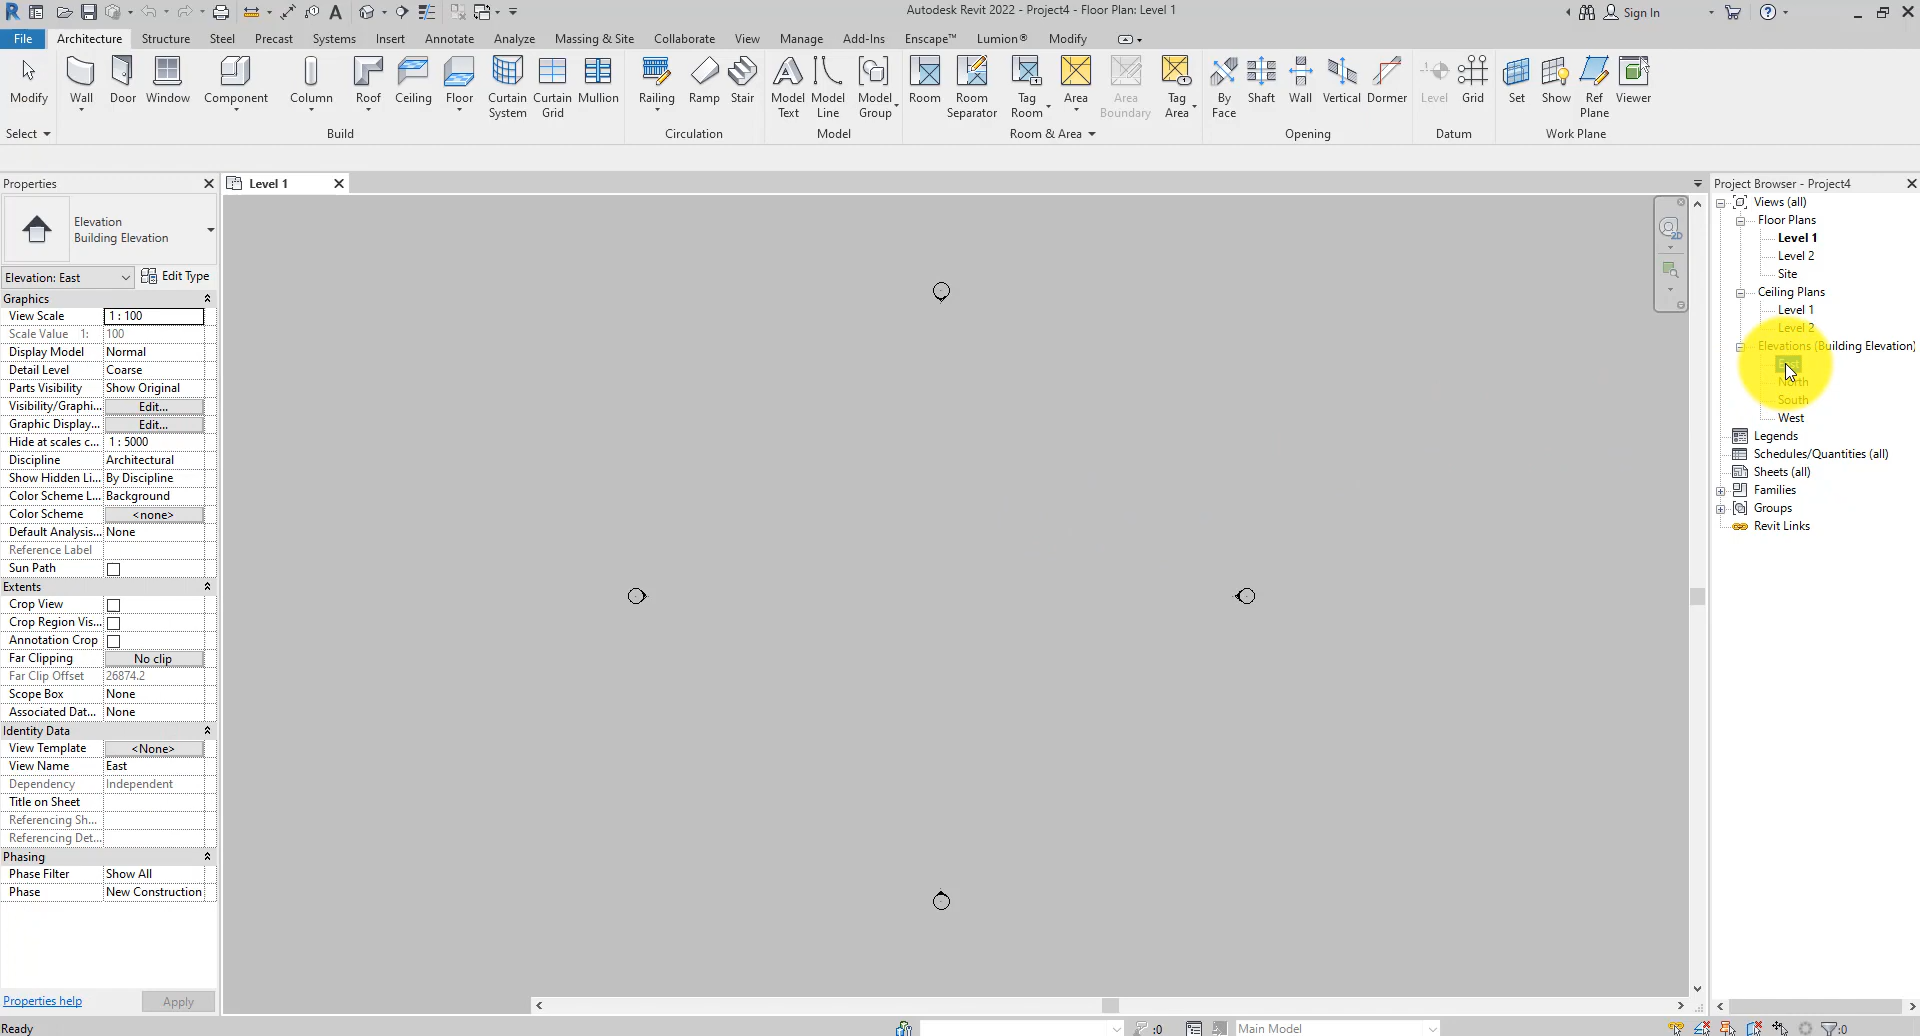 Autodesk Revit 2022 - Project4 - Floor Plan: Level 1
Sign In
File
Architecture
Structure
Steel
Precast
Systems
Insert
Annotate
Analyze
Massing & Site
Collaborate
View
Manage
Add-Ins
Enscape™
Lumion®
Modify
Modify
Wall
Door
Window
Component
Column
Roof
Ceiling
Floor
Curtain System
Curtain Grid
Mullion
Railing
Ramp
Stair
Model Text
Model Line
Model Group
Room
Room Separator
Tag Room
Area
Area Boundary
Tag Area
By Face
Shaft
Wall
Vertical
Dormer
Level
Grid
Set
Show
Ref Plane
Viewer
Select
Build
Circulation
Model
Room & Area
Opening
Datum
Work Plane
Properties
Elevation
Building Elevation
Elevation: East
Edit Type
Graphics
View Scale 1 : 100
Scale Value 1: 100
Display Model Normal
Detail Level Coarse
Parts Visibility Show Original
Visibility/Graphi... Edit...
Graphic Display... Edit...
Hide at scales c... 1 : 5000
Discipline Architectural
Show Hidden Li... By Discipline
Color Scheme L... Background
Color Scheme <none>
Default Analysis... None
Reference Label
Sun Path
Extents
Crop View
Crop Region Vis...
Annotation Crop
Far Clipping No clip
Far Clip Offset 26874.2
Scope Box None
Associated Dat... None
Identity Data
View Template <None>
View Name East
Dependency Independent
Title on Sheet
Referencing Sh...
Referencing Det...
Phasing
Phase Filter Show All
Phase New Construction
Properties help
Apply
Ready
Level 1
Project Browser - Project4
Views (all)
Floor Plans
Level 1
Level 2
Site
Ceiling Plans
Level 1
Level 2
Elevations (Building Elevation)
East
North
South
West
Legends
Schedules/Quantities (all)
Sheets (all)
Families
Groups
Revit Links
:0
Main Model
:0